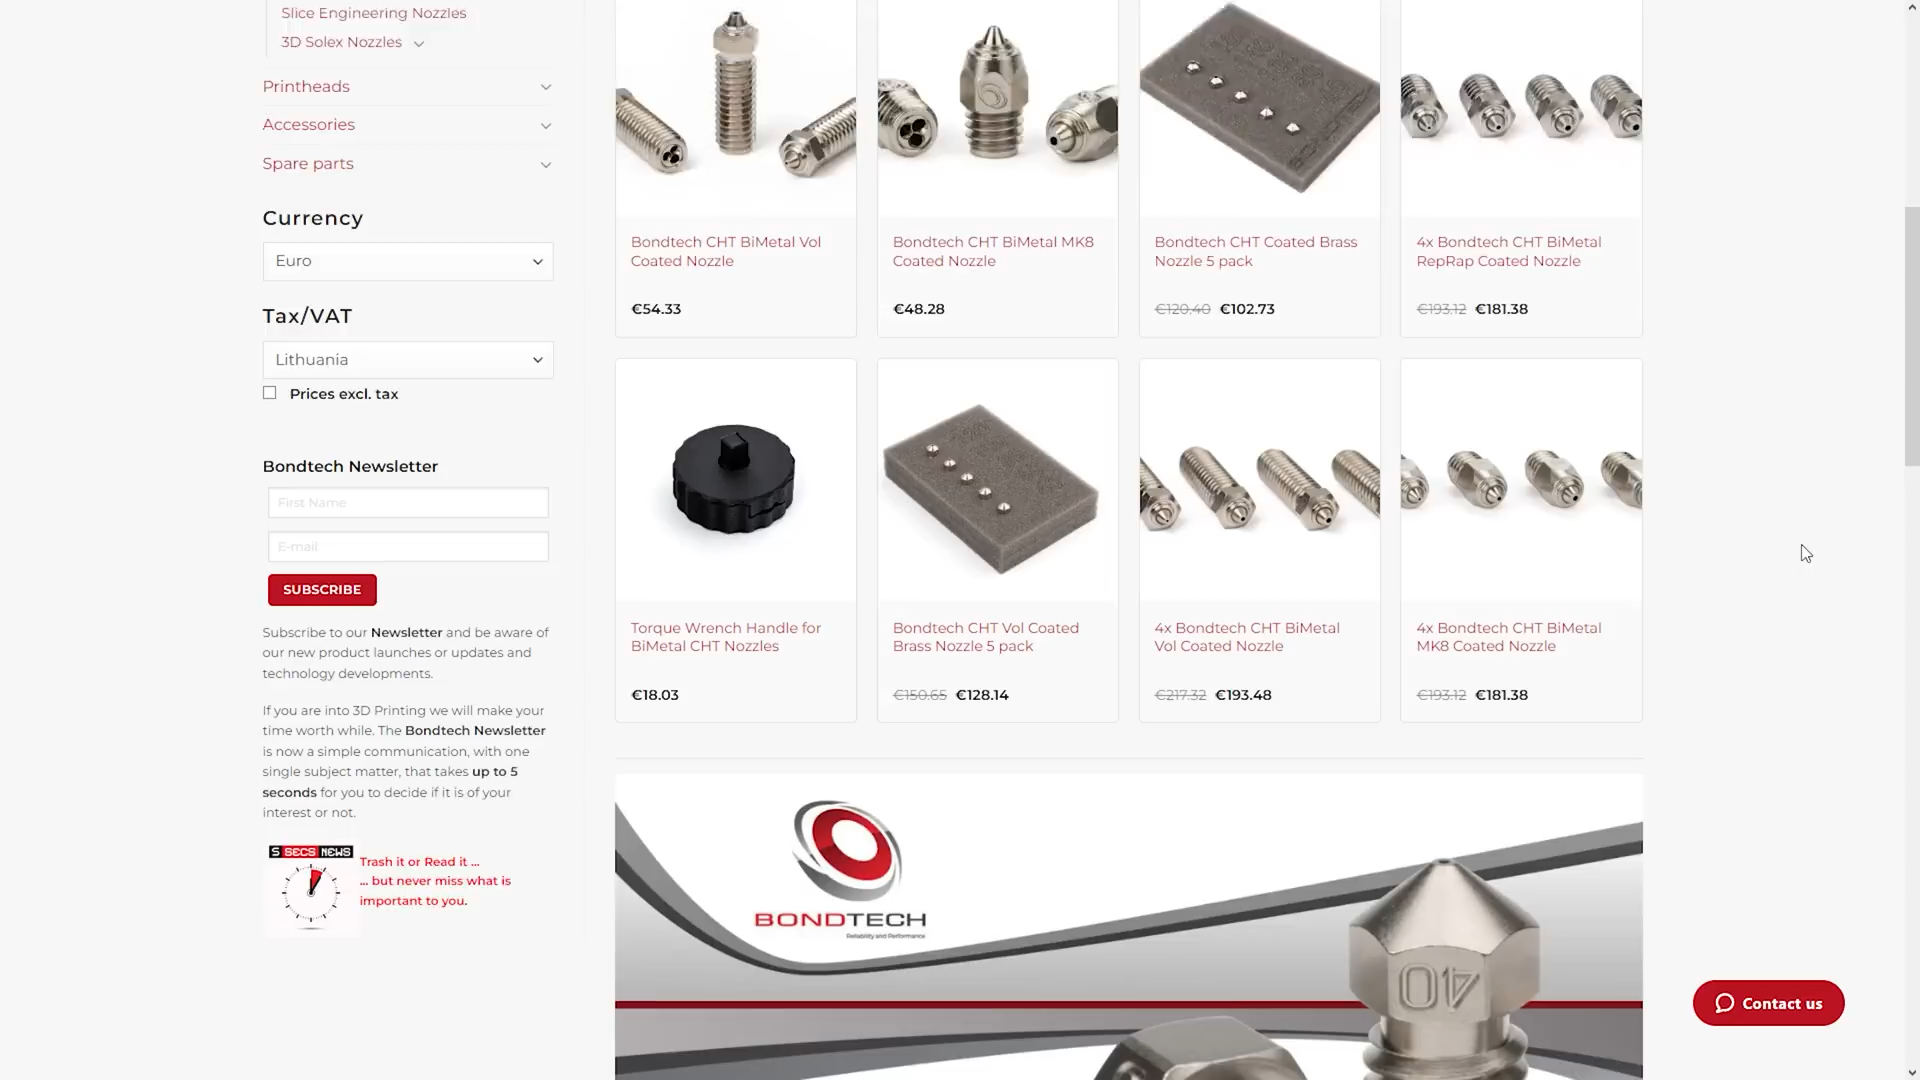 Slice Engineering Nozzles
3D Solex Nozzles
Printheads
Accessories
Spare parts
Currency
Euro
Tax/VAT
Lithuania
Prices excl. tax
Bondtech Newsletter
First Name
E-mail
SUBSCRIBE
Subscribe to our Newsletter and be aware of
our new product launches or updates and
technology developments.
If you are into 3D Printing we will make your
time worth while. The Bondtech Newsletter
is now a simple communication, with one
single subject matter, that takes up to 5
seconds for you to decide if it is of your
interest or not.
5 SECS NEWS
Trash it or Read it ...
... but never miss what is
important to you.
Bondtech CHT BiMetal Vol
Coated Nozzle
€54.33
Bondtech CHT BiMetal MK8
Coated Nozzle
€48.28
Bondtech CHT Coated Brass
Nozzle 5 pack
€120.40 €102.73
4x Bondtech CHT BiMetal
RepRap Coated Nozzle
€193.12 €181.38
Torque Wrench Handle for
BiMetal CHT Nozzles
€18.03
Bondtech CHT Vol Coated
Brass Nozzle 5 pack
€150.65 €128.14
4x Bondtech CHT BiMetal
Vol Coated Nozzle
€217.32 €193.48
4x Bondtech CHT BiMetal
MK8 Coated Nozzle
€193.12 €181.38
BONDTECH
Reliability and Performance
40
Contact us